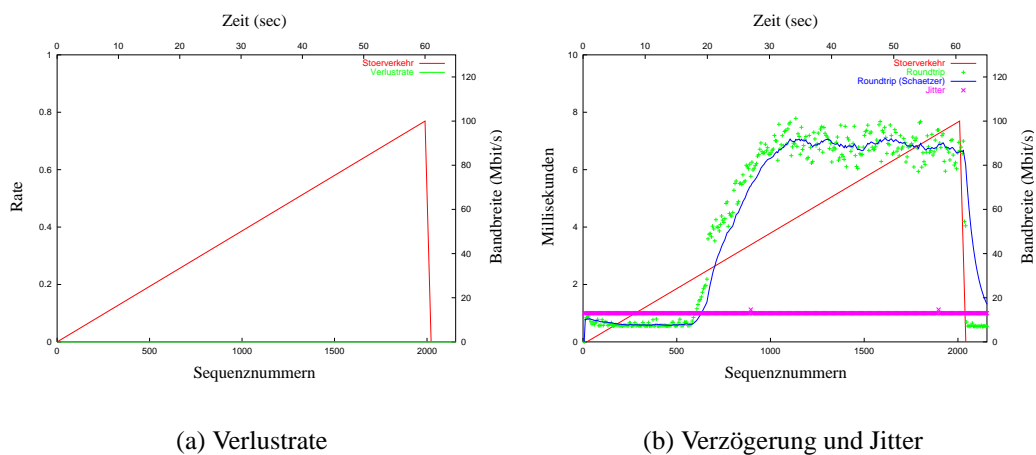 Zeit (sec)
0 10 20 30 40 50 60
1
0.8
0.6
0.4
0.2
0
Rate
Stoerverkehr
Verlustrate
120
100
80
60
40
20
0
Bandbreite (Mbit/s)
0 500 1000 1500 2000
Sequenznummern
(a) Verlustrate
Zeit (sec)
0 10 20 30 40 50 60
10
8
6
4
2
0
Millisekunden
Stoerverkehr
Roundtrip
Roundtrip (Schaetzer)
Jitter
120
100
80
60
40
20
0
Bandbreite (Mbit/s)
0 500 1000 1500 2000
Sequenznummern
(b) Verzögerung und Jitter